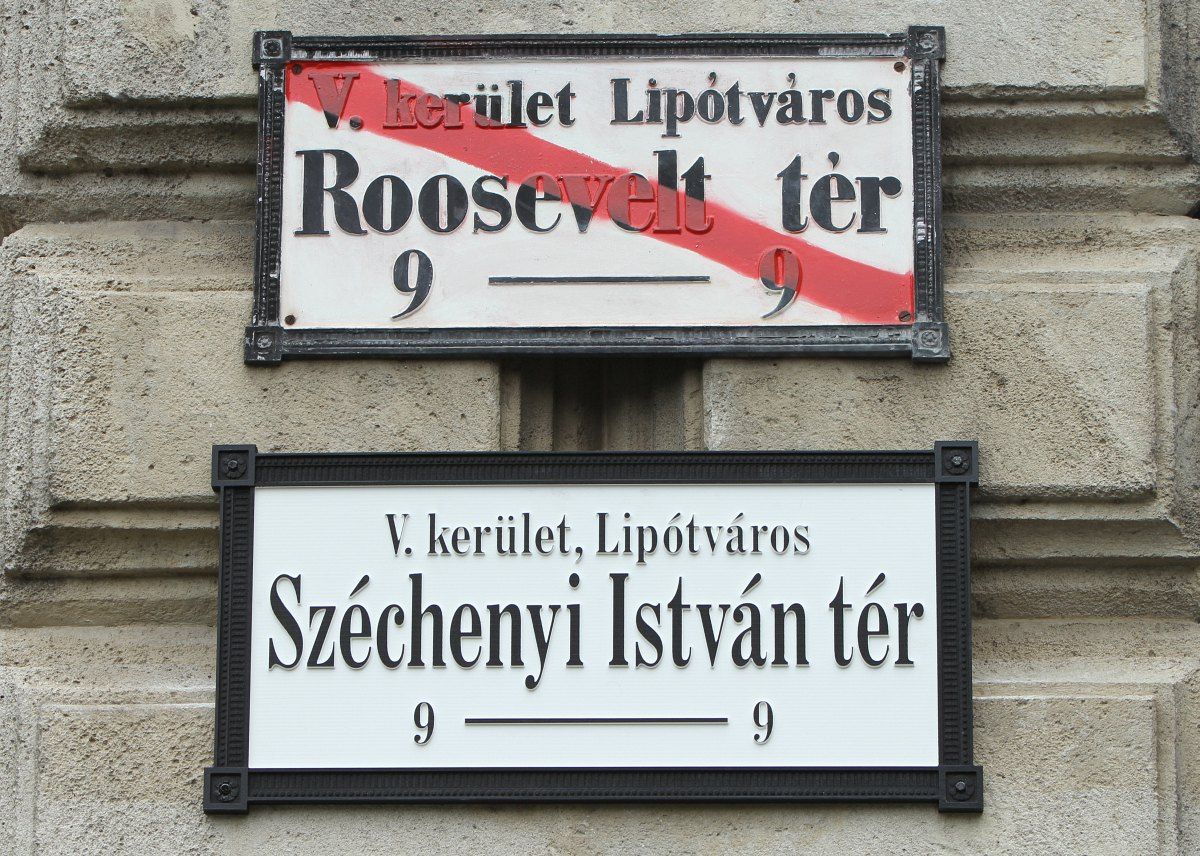 V. kerület Lipótváros
Roosevelt tér
9 — 9
V. kerület, Lipótváros
Széchenyi István tér
9 — 9